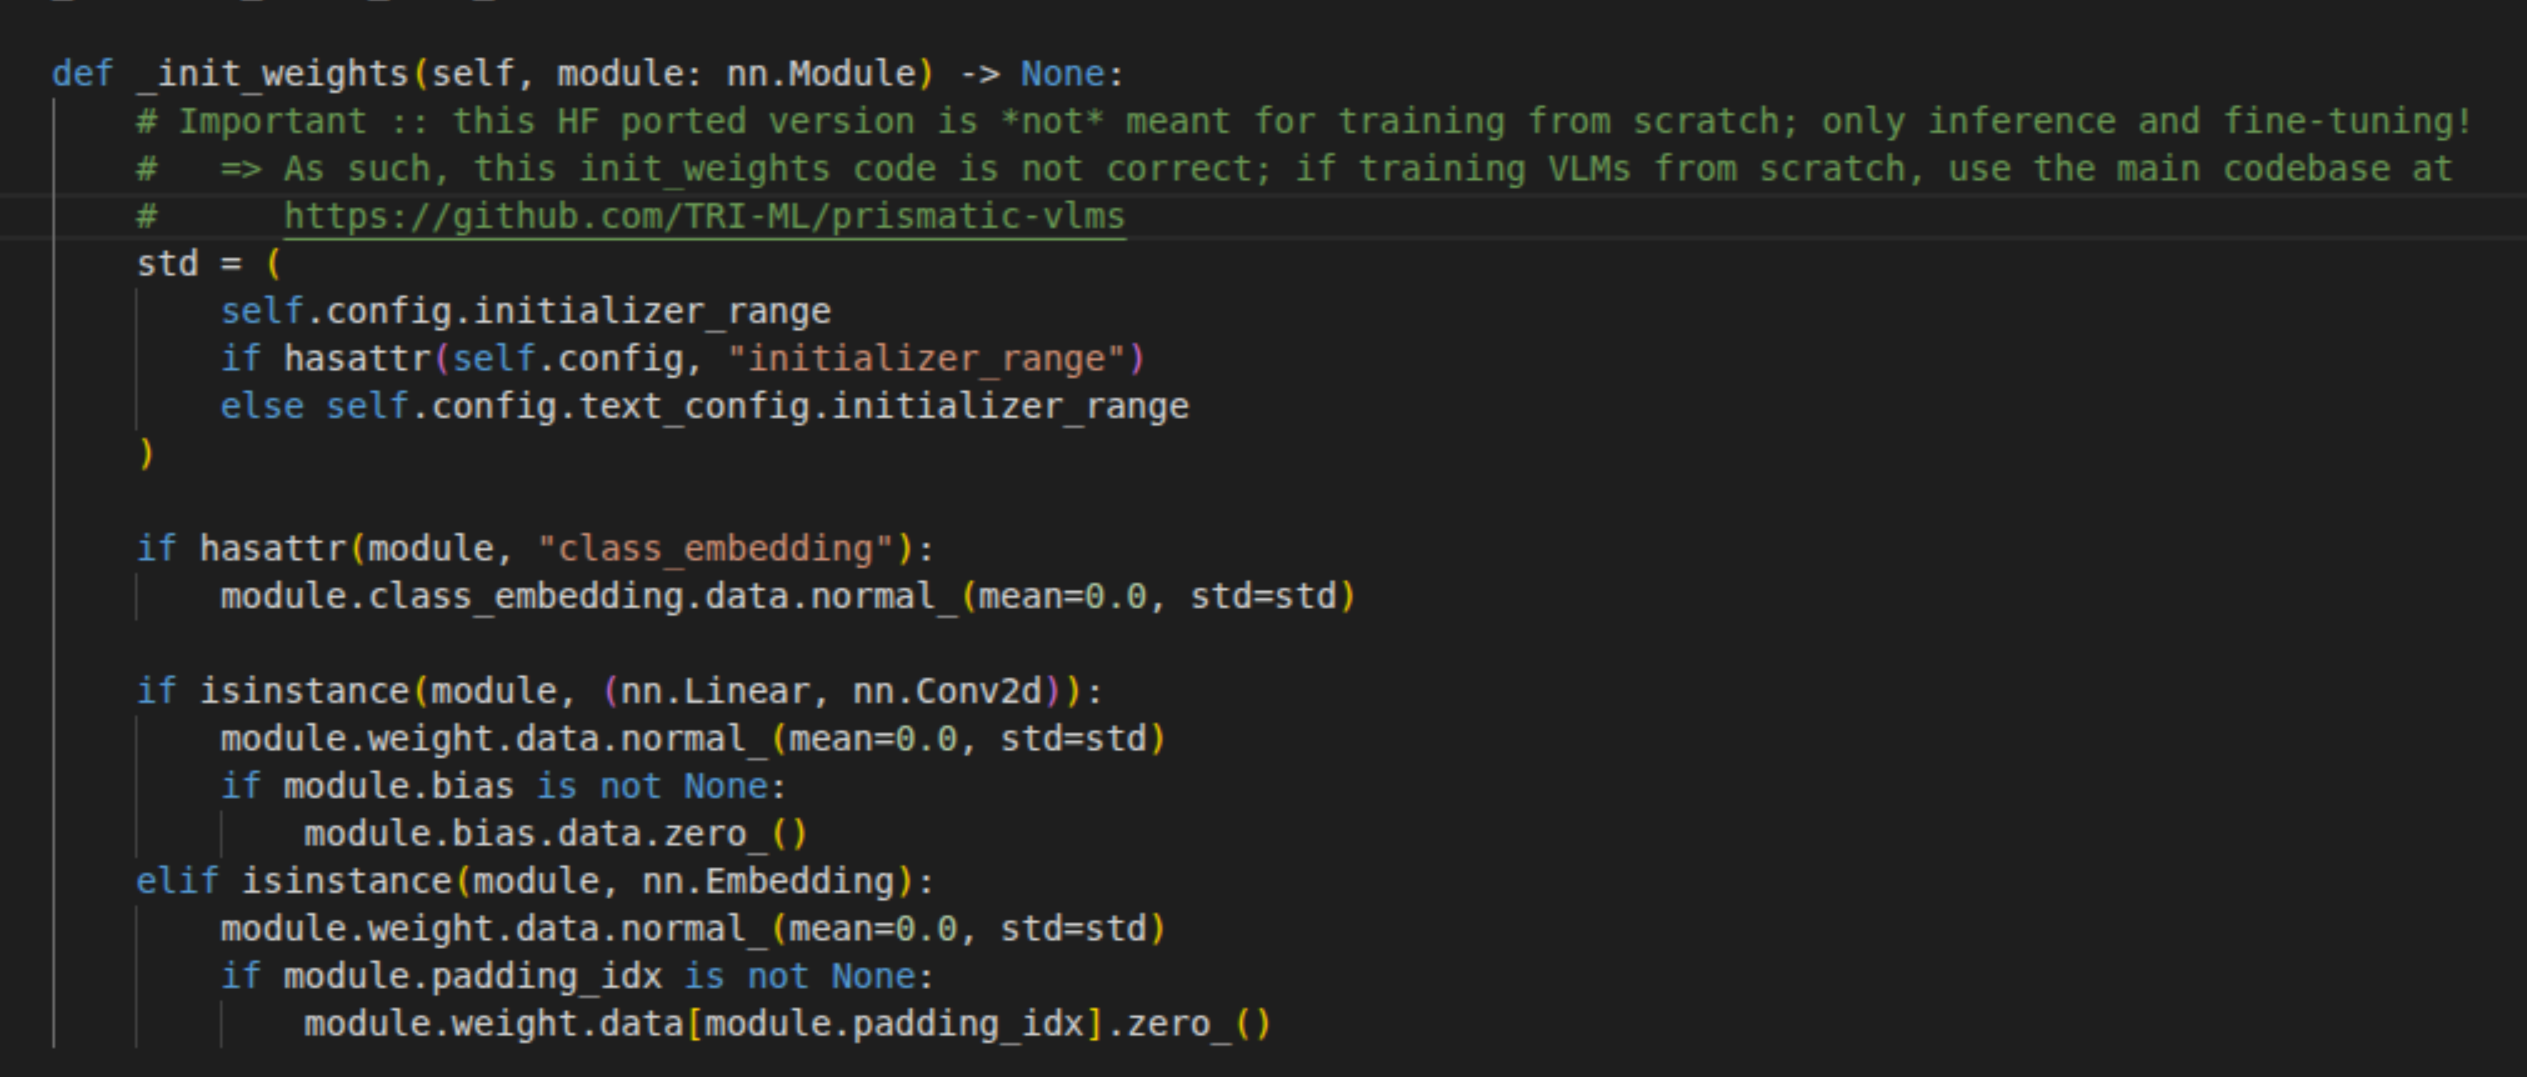 def _init_weights(self, module: nn.Module) -> None:
    # Important :: this HF ported version is *not* meant for training from scratch; only inference and fine-tuning!
    #   => As such, this init_weights code is not correct; if training VLMs from scratch, use the main codebase at
    #      https://github.com/TRI-ML/prismatic-vlms
    std = (
        self.config.initializer_range
        if hasattr(self.config, "initializer_range")
        else self.config.text_config.initializer_range
    )

    if hasattr(module, "class_embedding"):
        module.class_embedding.data.normal_(mean=0.0, std=std)

    if isinstance(module, (nn.Linear, nn.Conv2d)):
        module.weight.data.normal_(mean=0.0, std=std)
        if module.bias is not None:
            module.bias.data.zero_()
    elif isinstance(module, nn.Embedding):
        module.weight.data.normal_(mean=0.0, std=std)
        if module.padding_idx is not None:
            module.weight.data[module.padding_idx].zero_()